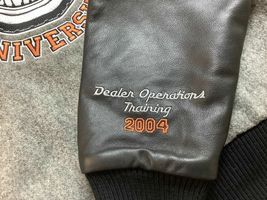 UNIVERS
Dealer Operations
Training
2004